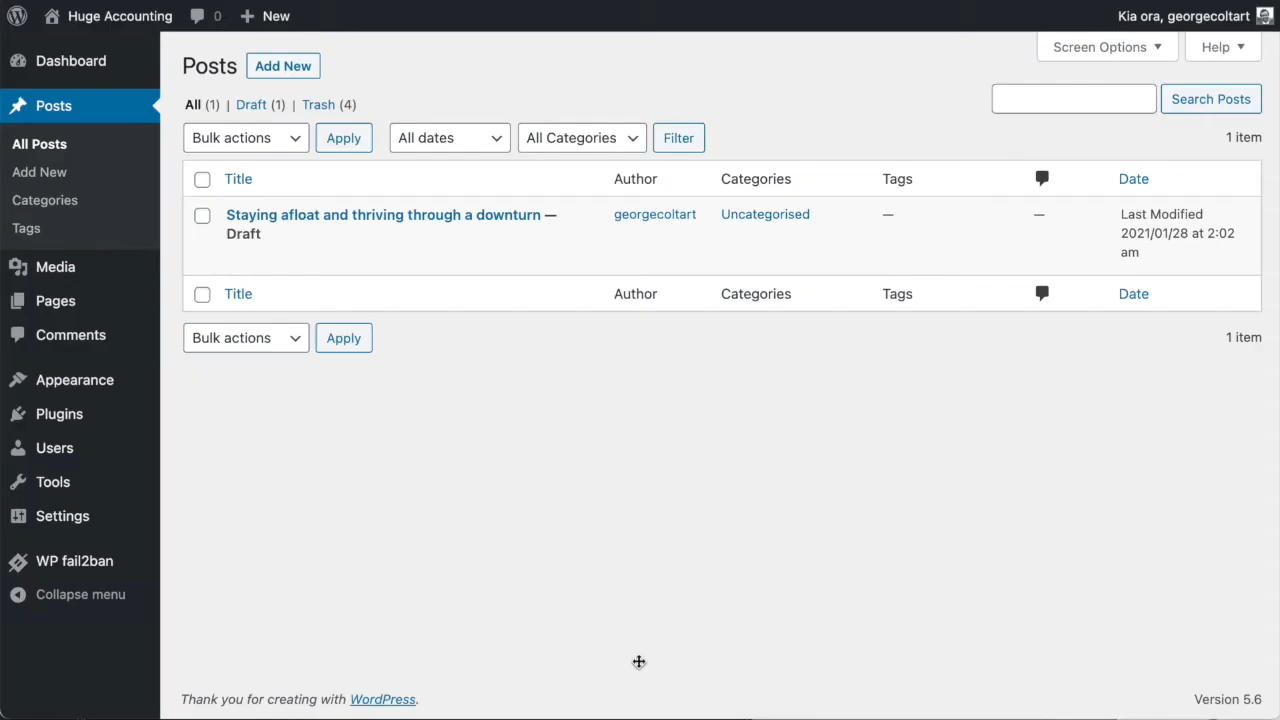 Huge Accounting 0 New Kia ora, georgecoltart
Screen Options Help
Dashboard
Posts
All Posts
Add New
Categories
Tags
Media
Pages
Comments
Appearance
Plugins
Users
Tools
Settings
WP fail2ban
Collapse menu
Posts Add New
All (1) | Draft (1) | Trash (4)
Search Posts
Bulk actions Apply All dates All Categories Filter 1 item
Title Author Categories Tags Date
Staying afloat and thriving through a downturn — georgecoltart Uncategorised — — Last Modified
Draft 2021/01/28 at 2:02
am
Title Author Categories Tags Date
Bulk actions Apply 1 item
Thank you for creating with WordPress. Version 5.6